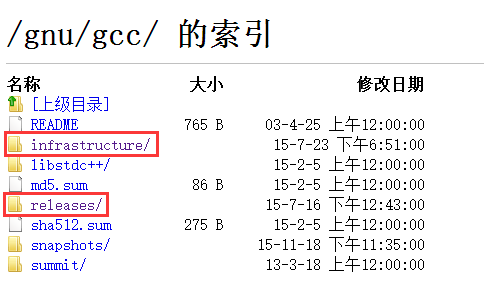 /gnu/gcc/ 的索引
名称 大小 修改日期
[上级目录]
README 765 B 03-4-25 上午12:00:00
infrastructure/ 15-7-23 下午6:51:00
libstdc++/ 15-2-5 上午12:00:00
md5.sum 86 B 15-2-5 上午12:00:00
releases/ 15-7-16 下午12:43:00
sha512.sum 275 B 15-2-5 上午12:00:00
snapshots/ 15-11-18 下午11:35:00
summit/ 13-3-18 上午12:00:00